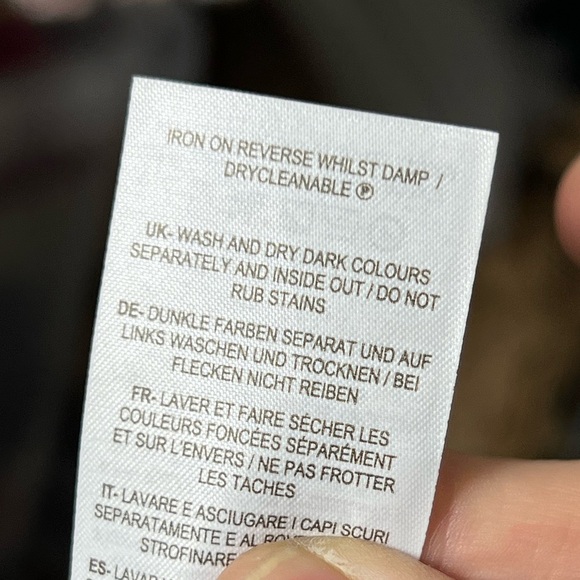 IRON ON REVERSE WHILST DAMP /
DRYCLEANABLE Ⓟ
UK- WASH AND DRY DARK COLOURS
SEPARATELY AND INSIDE OUT / DO NOT
RUB STAINS
DE- DUNKLE FARBEN SEPARAT UND AUF
LINKS WASCHEN UND TROCKNEN / BEI
FLECKEN NICHT REIBEN
FR- LAVER ET FAIRE SÉCHER LES
COULEURS FONCÉES SÉPARÉMENT
ET SUR L'ENVERS / NE PAS FROTTER
LES TACHES
IT- LAVARE E ASCIUGARE I CAPI SCURI
SEPARATAMENTE E AL
STROFINARE
ES- LAVAR